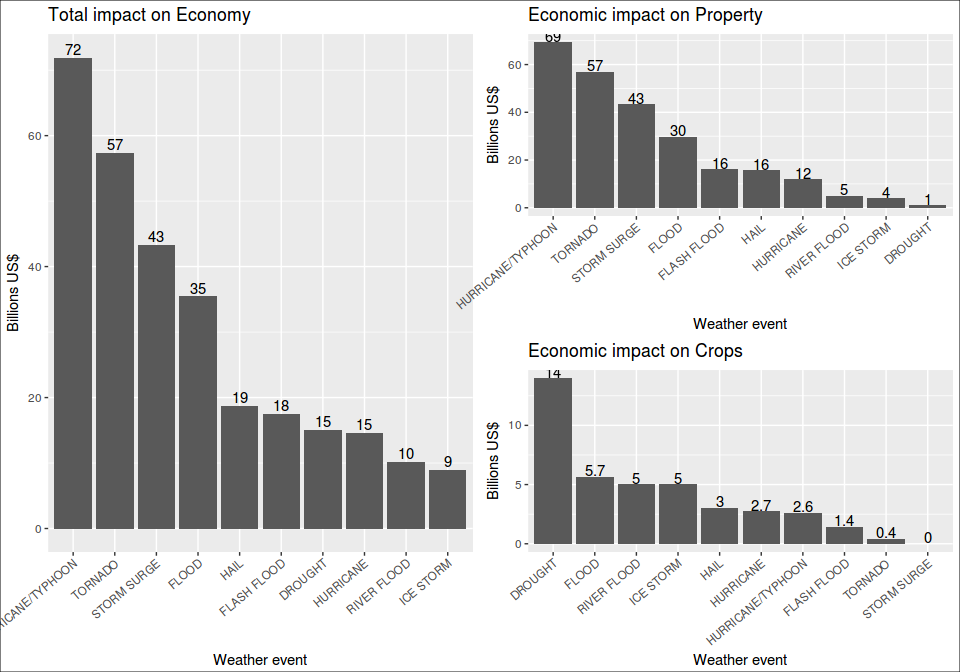 Total impact on Economy
Billions US$
60
40
20
0
72
57
43
35
19
18
15
15
10
9
RICANE/TYPHOON
TORNADO
STORM SURGE
FLOOD
HAIL
FLASH FLOOD
DROUGHT
HURRICANE
RIVER FLOOD
ICE STORM
Weather event
Economic impact on Property
Billions US$
60
40
20
0
69
57
43
30
16
16
12
5
4
1
HURRICANE/TYPHOON
TORNADO
STORM SURGE
FLOOD
FLASH FLOOD
HAIL
HURRICANE
RIVER FLOOD
ICE STORM
DROUGHT
Weather event
Economic impact on Crops
Billions US$
10
5
0
14
5.7
5
5
3
2.7
2.6
1.4
0.4
0
DROUGHT
FLOOD
RIVER FLOOD
ICE STORM
HAIL
HURRICANE
HURRICANE/TYPHOON
FLASH FLOOD
TORNADO
STORM SURGE
Weather event